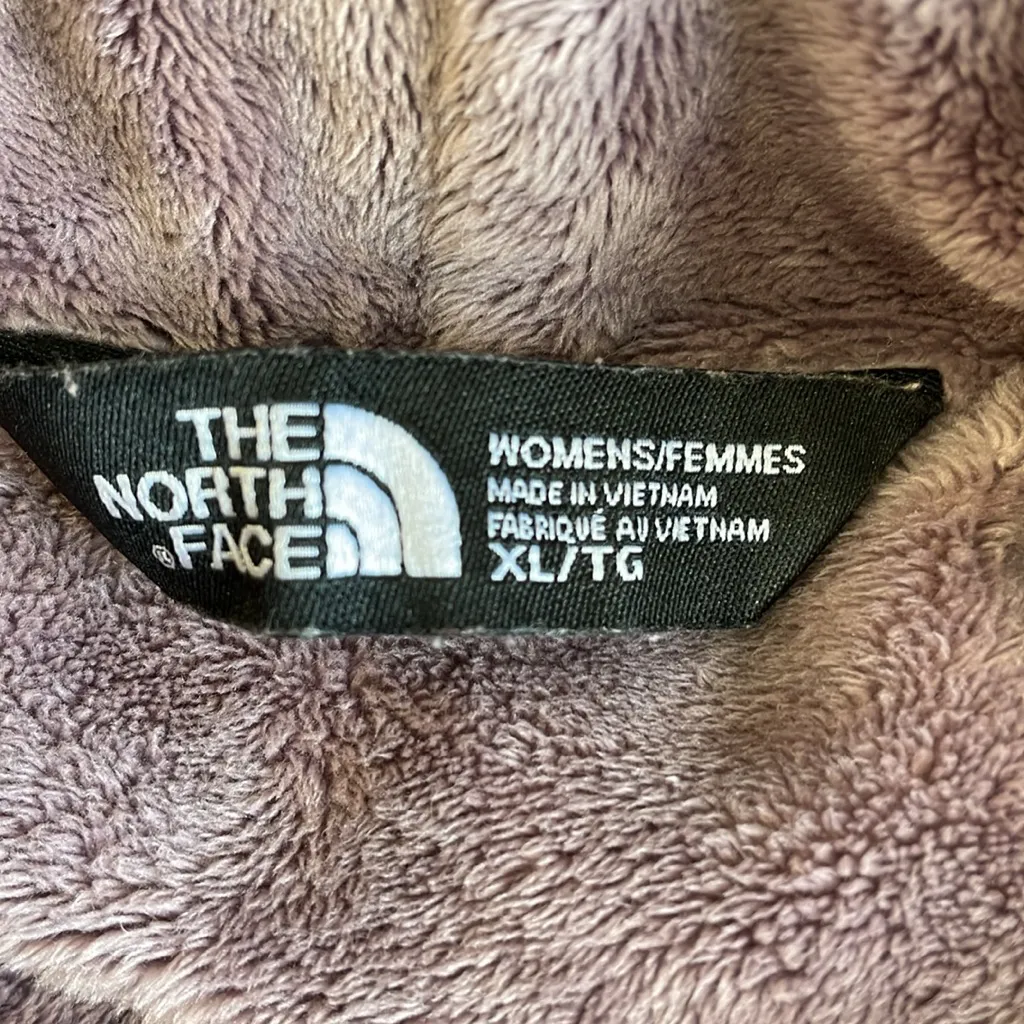 THE
NORTH
®FACE
WOMENS/FEMMES
MADE IN VIETNAM
FABRIQUÉ AU VIETNAM
XL/TG